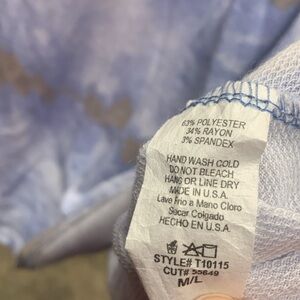 63% POLYESTER
34% RAYON
3% SPANDEX
HAND WASH COLD
DO NOT BLEACH
HANG OR LINE DRY
MADE IN U.S.A.
Lave Frio a Mano Cloro
Secar Colgado
HECHO EN U.S.A.
STYLE# T10115
CUT# 55649
M/L